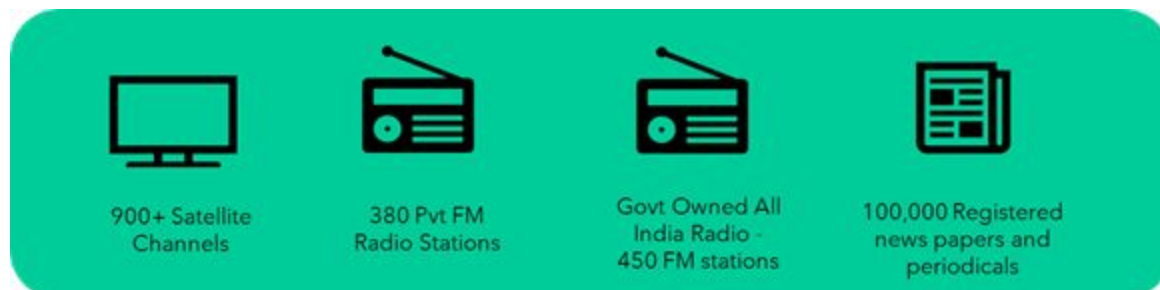 900+ Satellite
Channels
380 Pvt FM
Radio Stations
Govt Owned All
India Radio -
450 FM stations
100,000 Registered
news papers and
periodicals